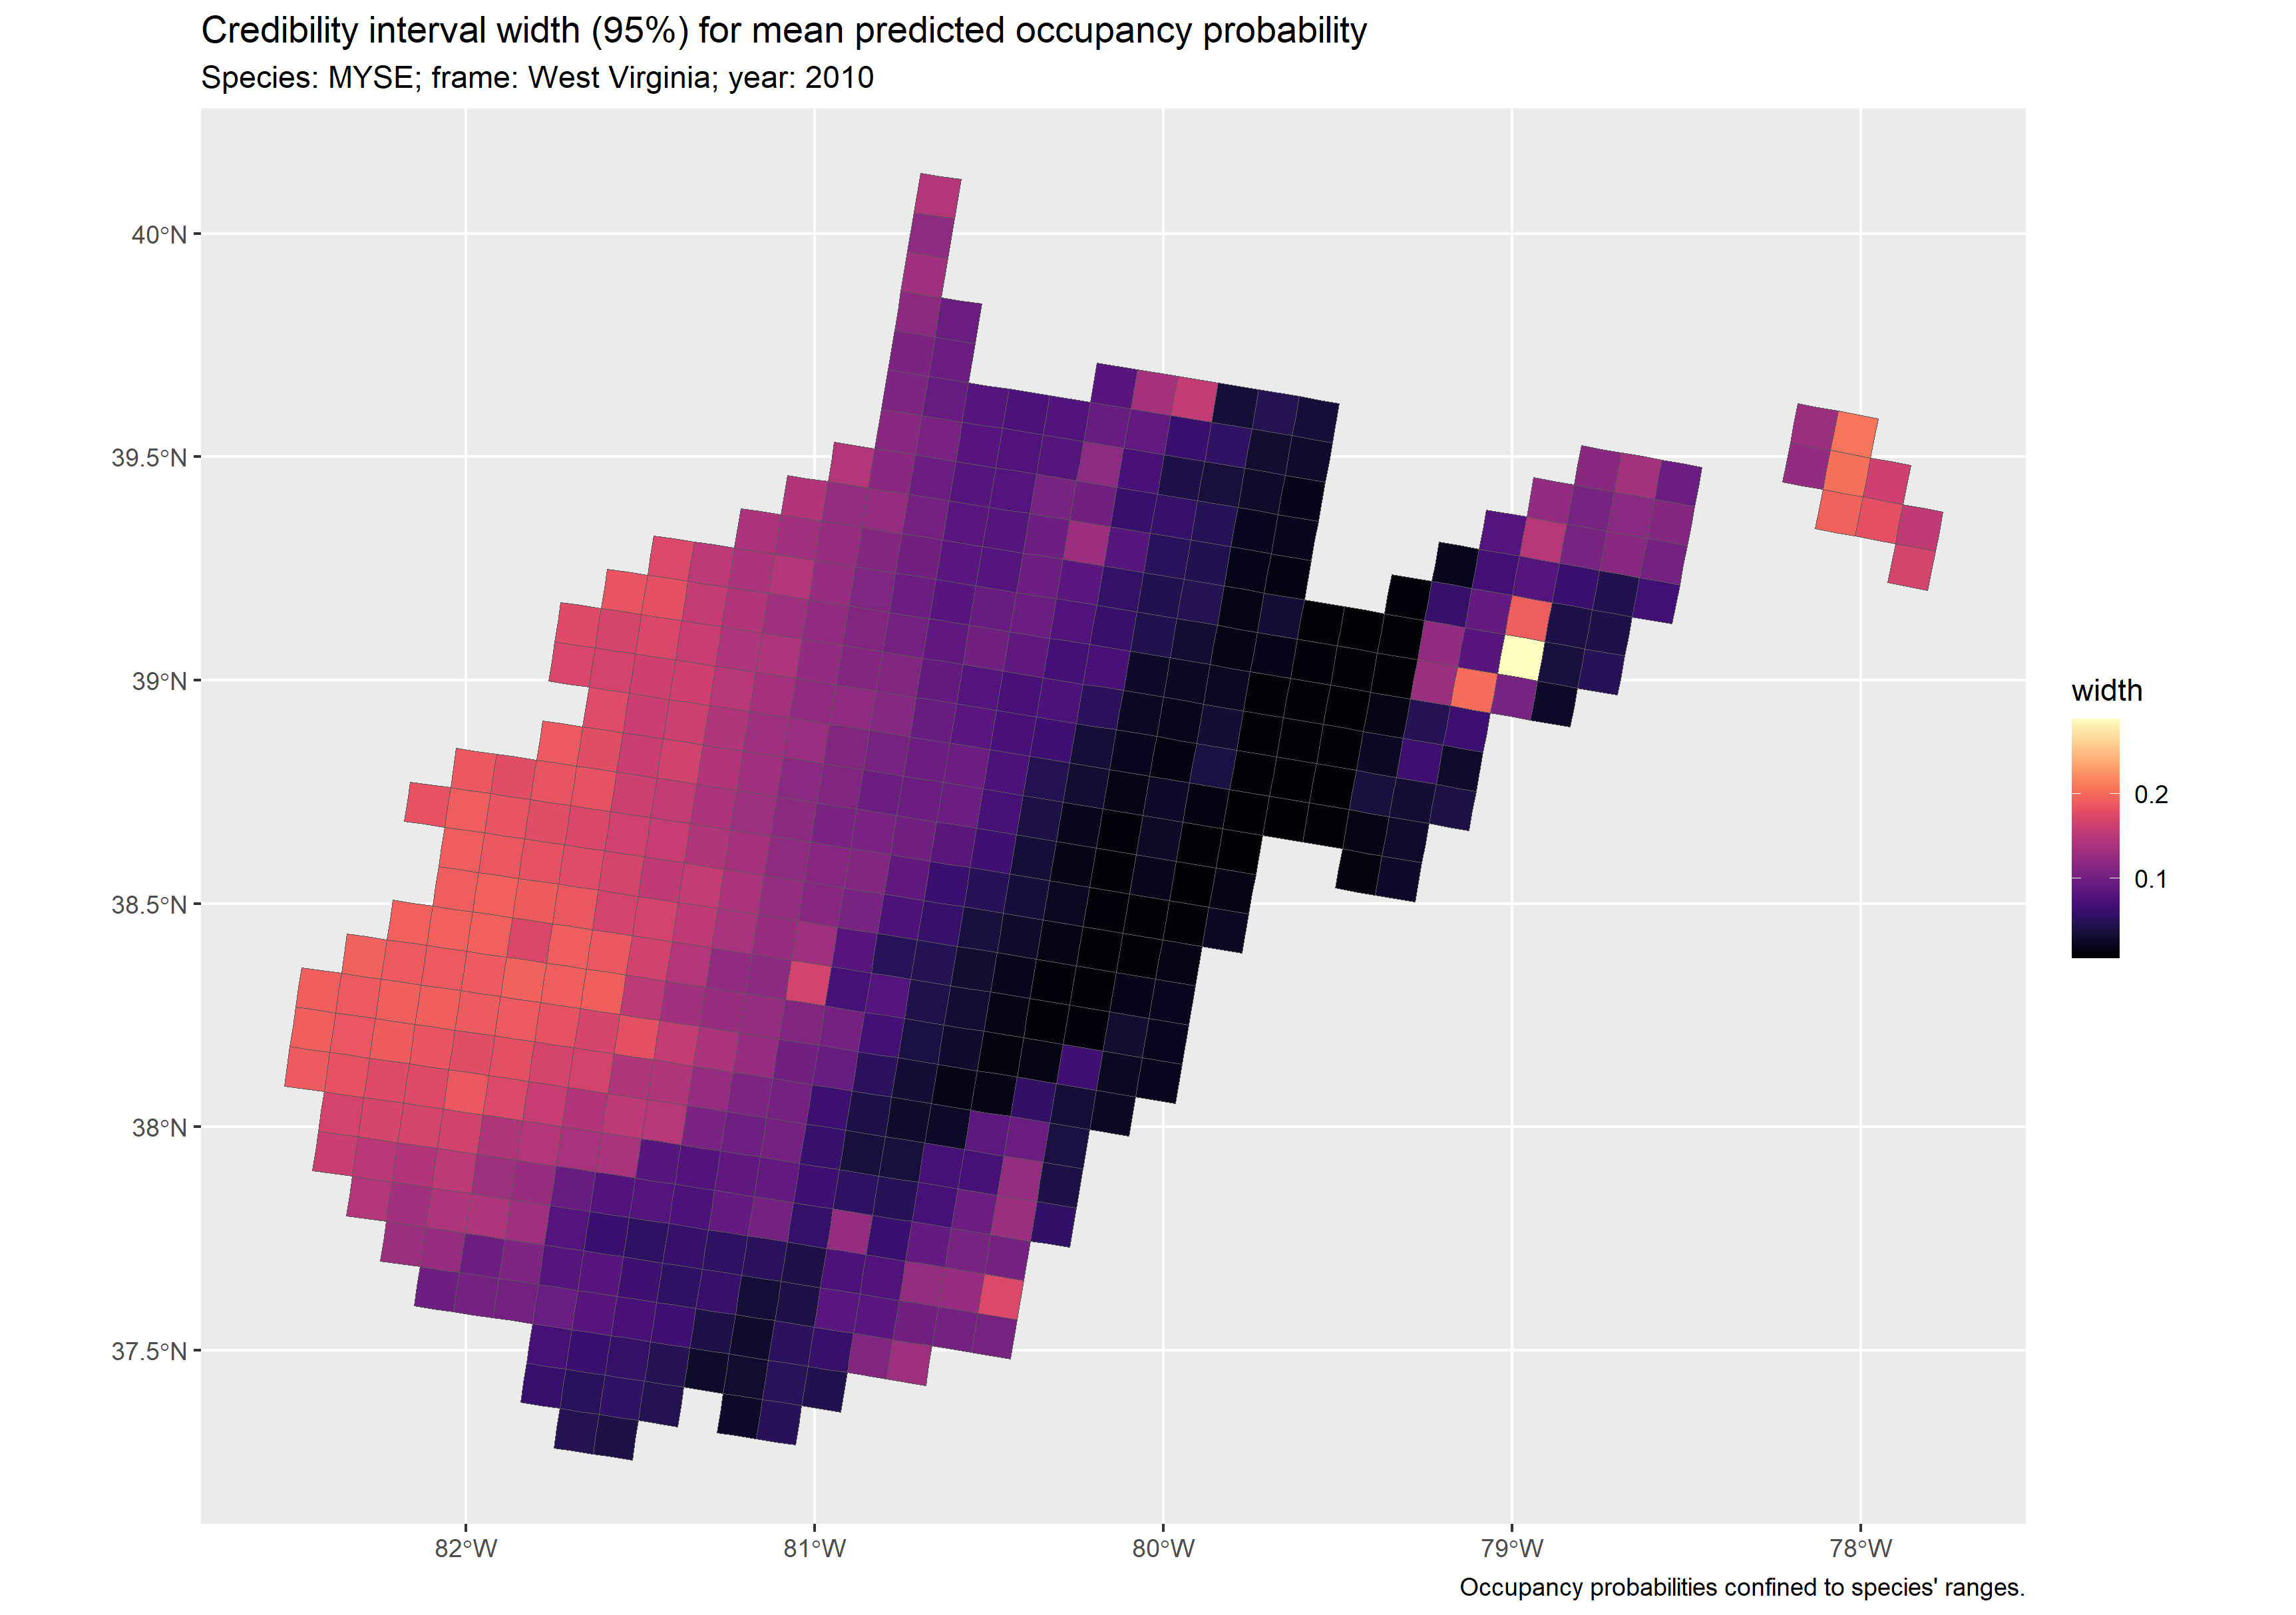 Credibility interval width (95%) for mean predicted occupancy probability
Species: MYSE; frame: West Virginia; year: 2010
40°N
39.5°N
39°N
38.5°N
38°N
37.5°N
82°W
81°W
80°W
79°W
78°W
width
0.2
0.1
Occupancy probabilities confined to species' ranges.